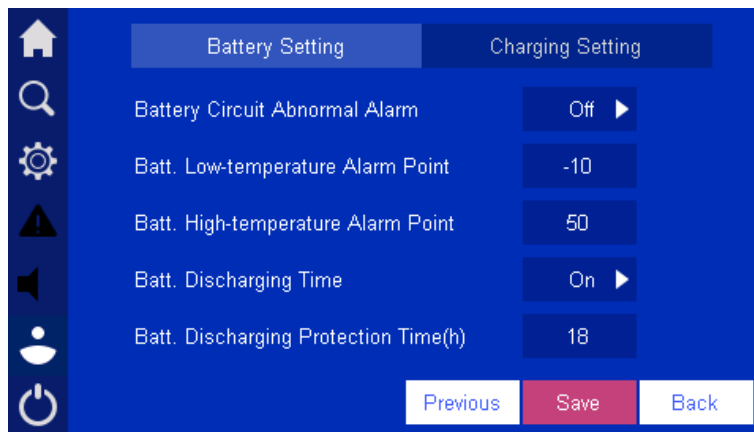 Battery Setting
Charging Setting
Battery Circuit Abnormal Alarm
Off
Batt. Low-temperature Alarm Point
-10
Batt. High-temperature Alarm Point
50
Batt. Discharging Time
On
Batt. Discharging Protection Time(h)
18
Previous
Save
Back